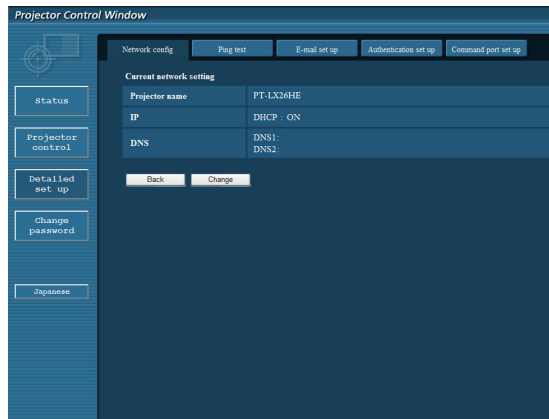 Projector Control Window
Network config Ping test E-mail set up Authentication set up Command port set up
Current network setting
Status
Projector name PT-LX26HE
IP DHCP : ON
Projector
control
DNS DNS1:
DNS2:
Detailed
set up
Back Change
Change
password
Japanese